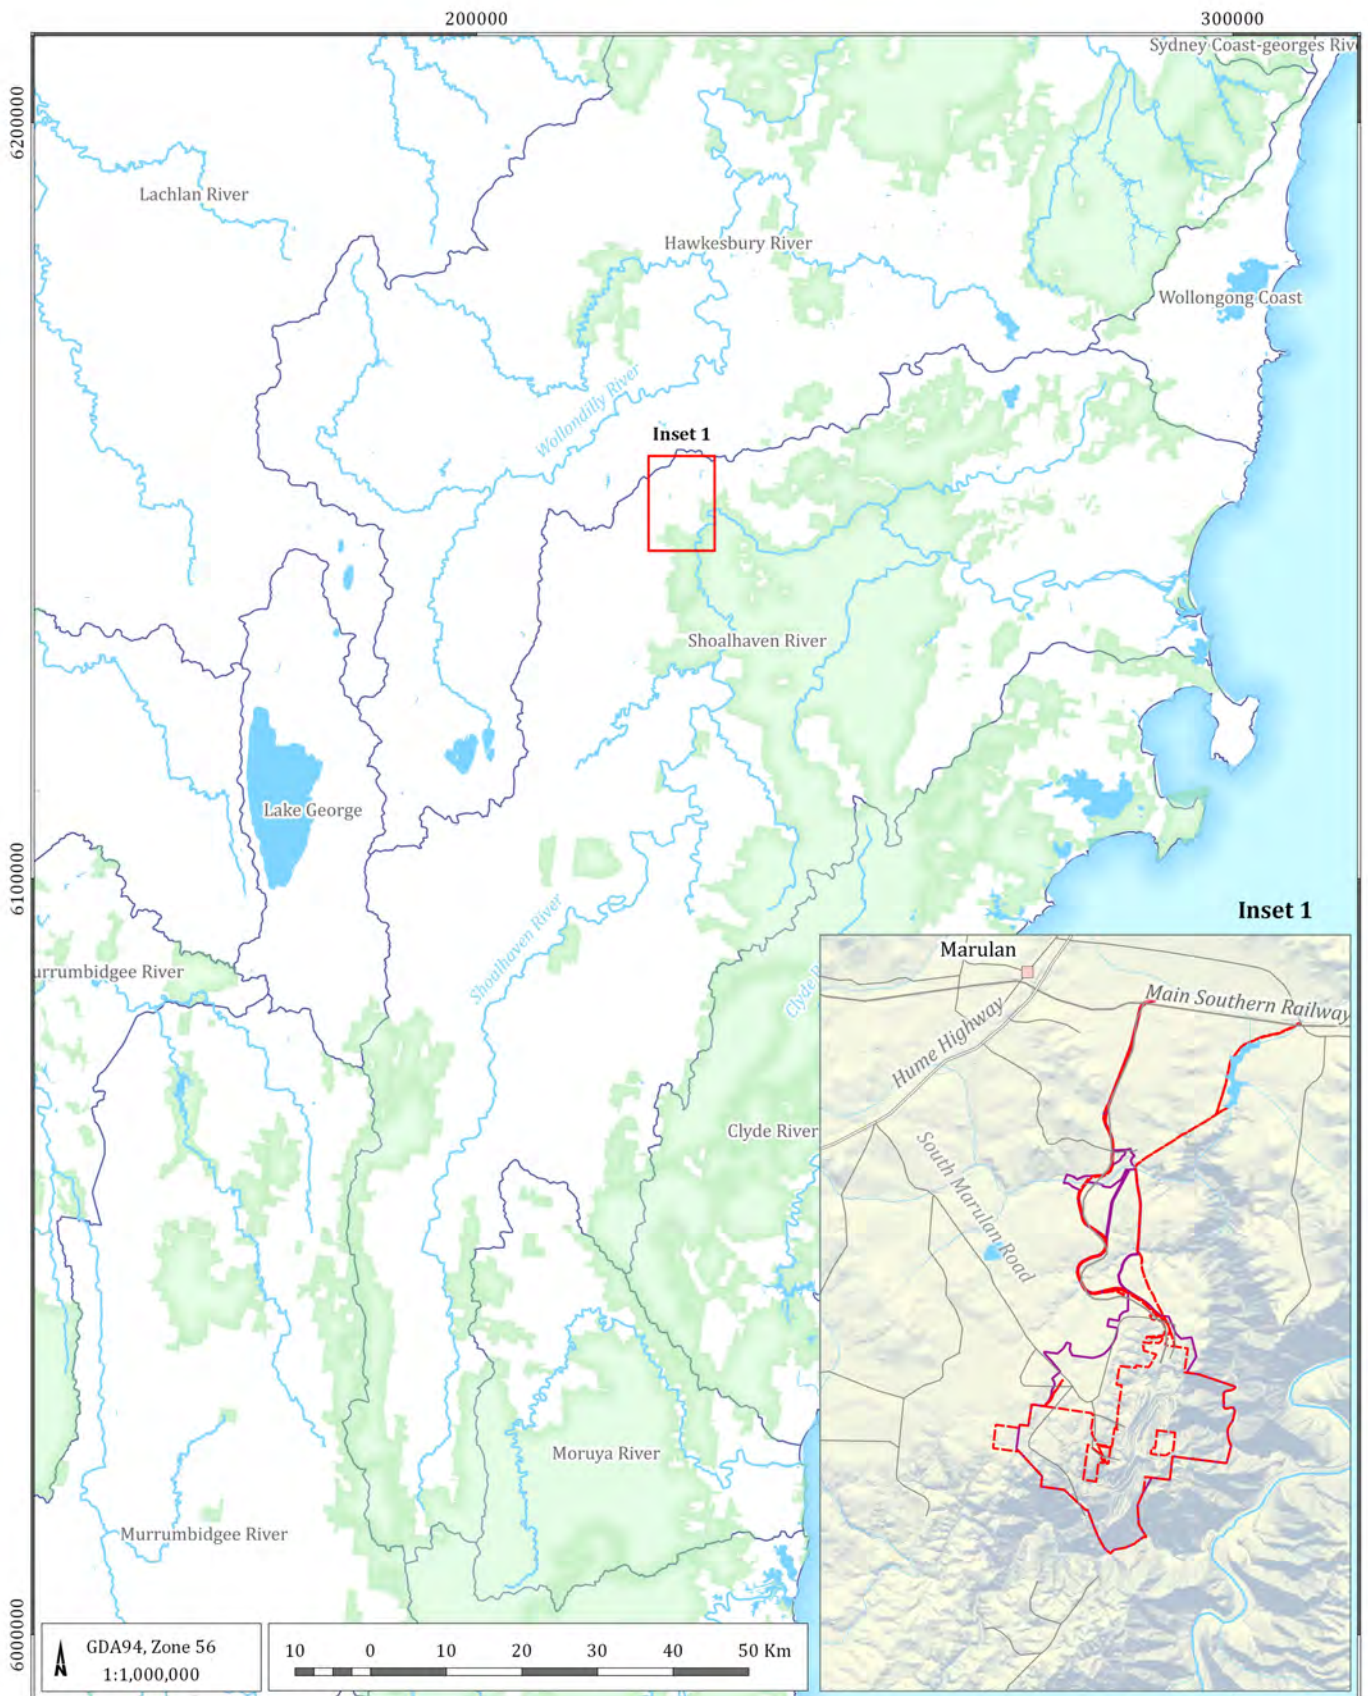 200000
300000
Sydney Coast-georges Riv
6200000
Lachlan River
Hawkesbury River
Wollongong Coast
Wollondilly River
Inset 1
Shoalhaven River
Lake George
6100000
Shoalhaven River
Inset 1
urrumbidgee River
Clyde R
Marulan
Main Southern Railway
Hume Highway
Clyde River
South Marulan Road
Moruya River
Murrumbidgee River
6000000
N
GDA94, Zone 56
1:1,000,000
10 0 10 20 30 40 50 Km